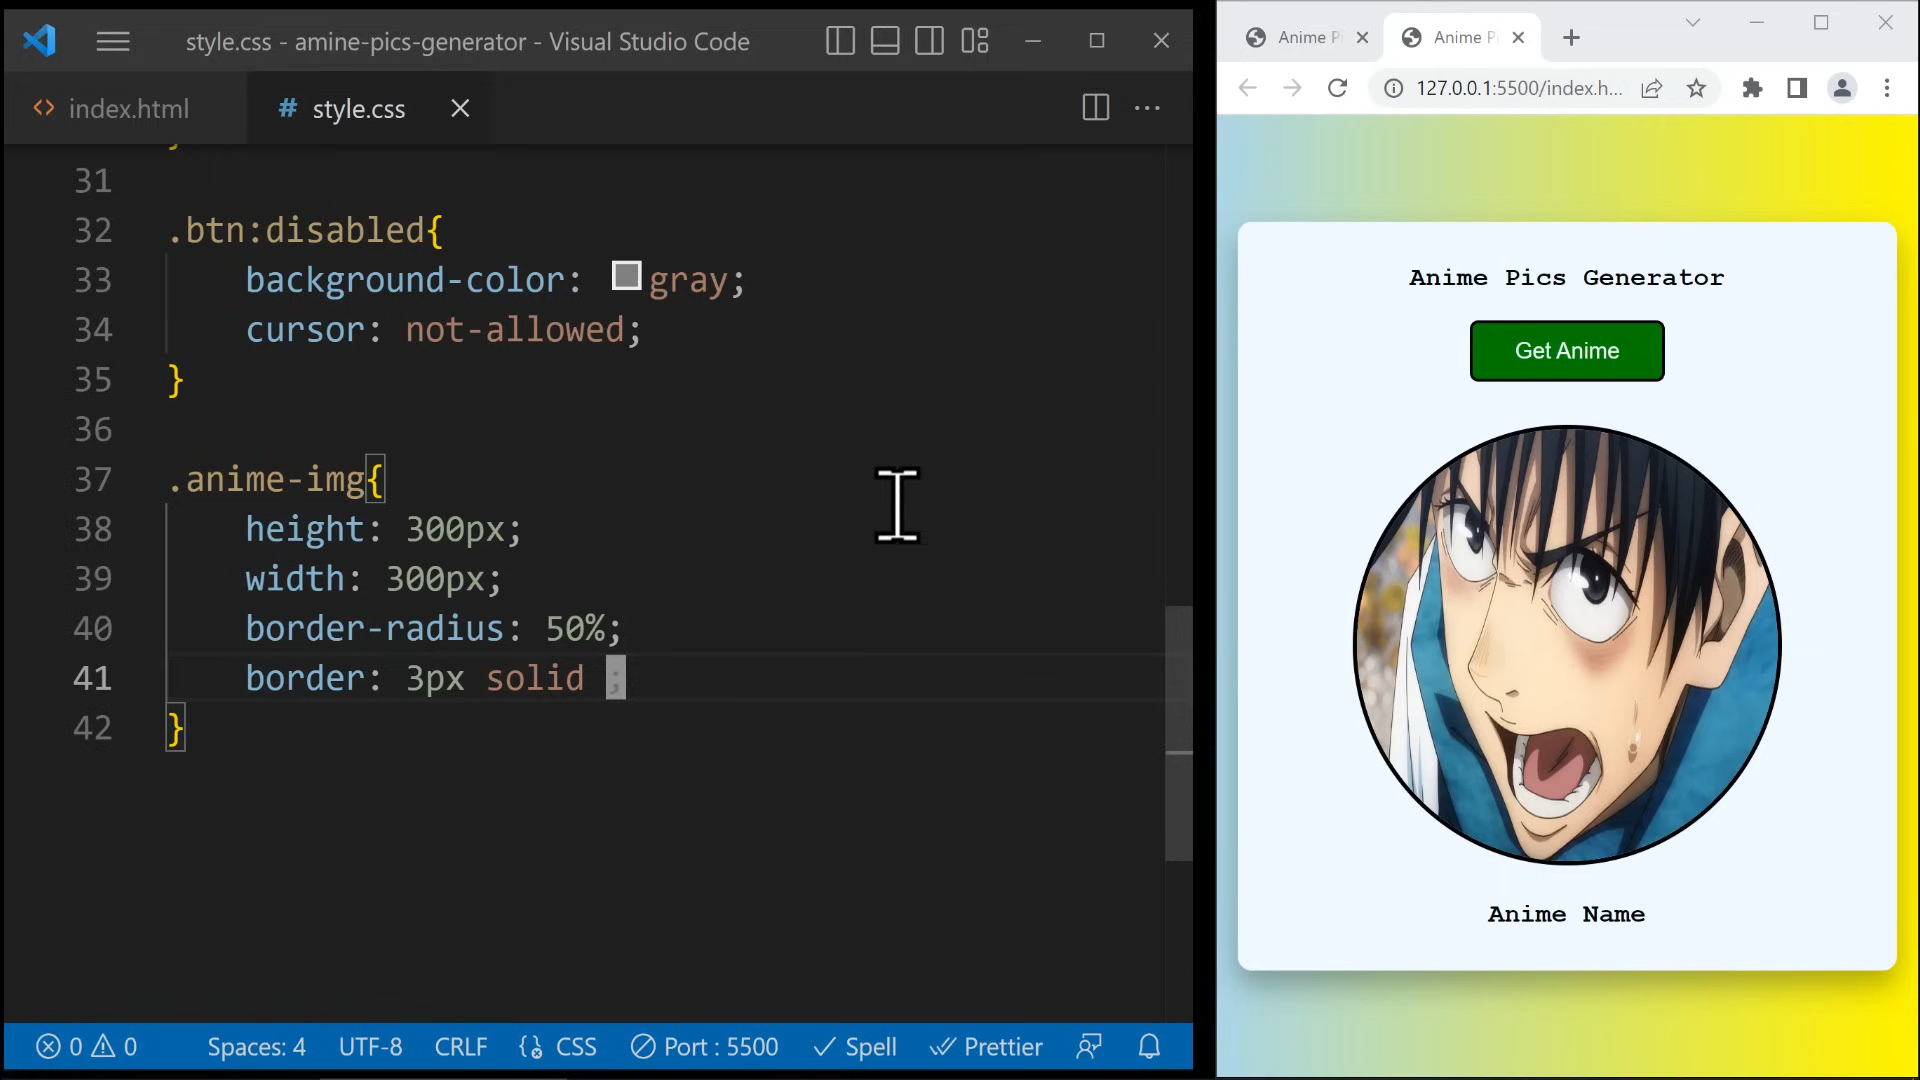 style.css - amine-pics-generator - Visual Studio Code
index.html
# style.css
31
32 .btn:disabled{
33 background-color: gray;
34 cursor: not-allowed;
35 }
36
37 .anime-img{
38 height: 300px;
39 width: 300px;
40 border-radius: 50%;
41 border: 3px solid ;
42 }
0 0 Spaces: 4 UTF-8 CRLF CSS Port : 5500 Spell Prettier
Anime P
Anime P
127.0.0.1:5500/index.h...
Anime Pics Generator
Get Anime
Anime Name